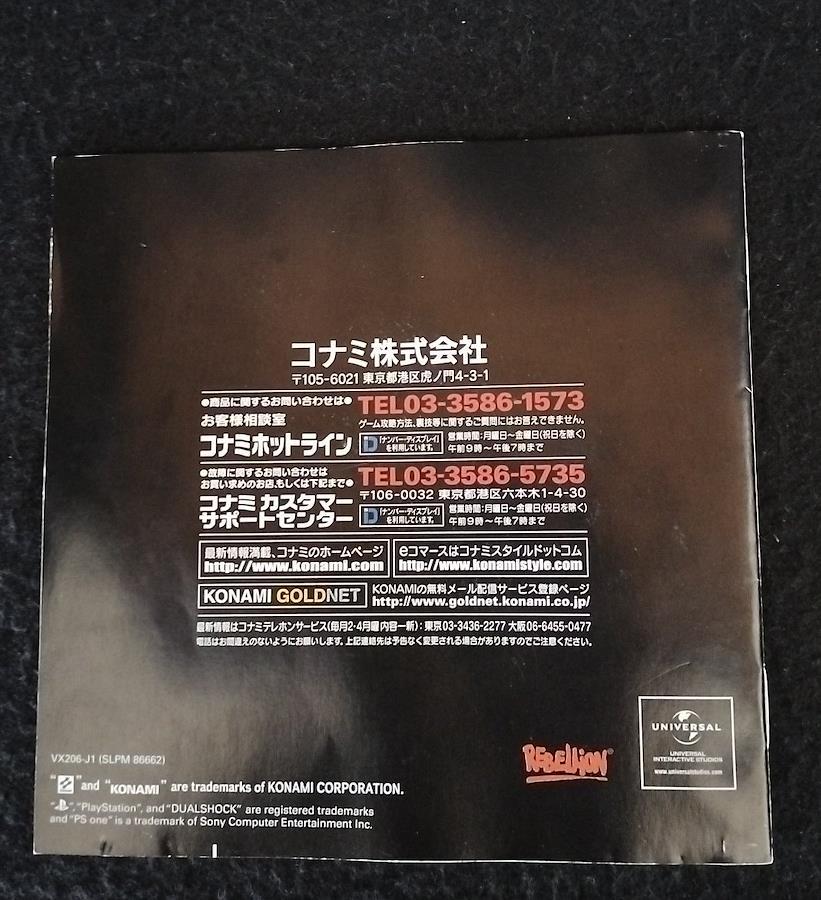 コナミ株式会社
〒105-6021 東京都港区虎ノ門4-3-1
●商品に関するお問い合わせは●
お客様相談室
コナミホットライン
TEL03-3586-1573
ゲーム攻略方法、裏技等に関するご質問にはお答えできません。
「ナンバー・ディスプレイ」
を利用しています。
営業時間:月曜日〜金曜日(祝日を除く)
午前9時〜午後7時まで
●故障に関するお問い合わせは
お買い求めのお店、もしくは下記まで●
コナミ カスタマー
サポートセンター
TEL03-3586-5735
〒106-0032 東京都港区六本木1-4-30
「ナンバー・ディスプレイ」
を利用しています。
営業時間:月曜日〜金曜日(祝日を除く)
午前9時〜午後7時まで
最新情報満載、コナミのホームページ
http://www.konami.com
eコマースはコナミスタイルドットコム
http://www.konamistyle.com
KONAMI GOLDNET
KONAMIの無料メール配信サービス登録ページ
http://www.goldnet.konami.co.jp/
最新情報はコナミテレホンサービス(毎月2・4月曜内容一新):東京03-3436-2277 大阪06-6455-0477
電話はお間違えのないようにお願いします。上記連絡先は予告なく変更される場合がありますのでご注意ください。
REBELLION®
UNIVERSAL
UNIVERSAL
INTERACTIVE STUDIOS
www.universalstudios.com
VX206-J1 (SLPM 86662)
" " and "KONAMI" are trademarks of KONAMI CORPORATION.
" ", "PlayStation", and "DUALSHOCK" are registered trademarks
and "PS one" is a trademark of Sony Computer Entertainment Inc.